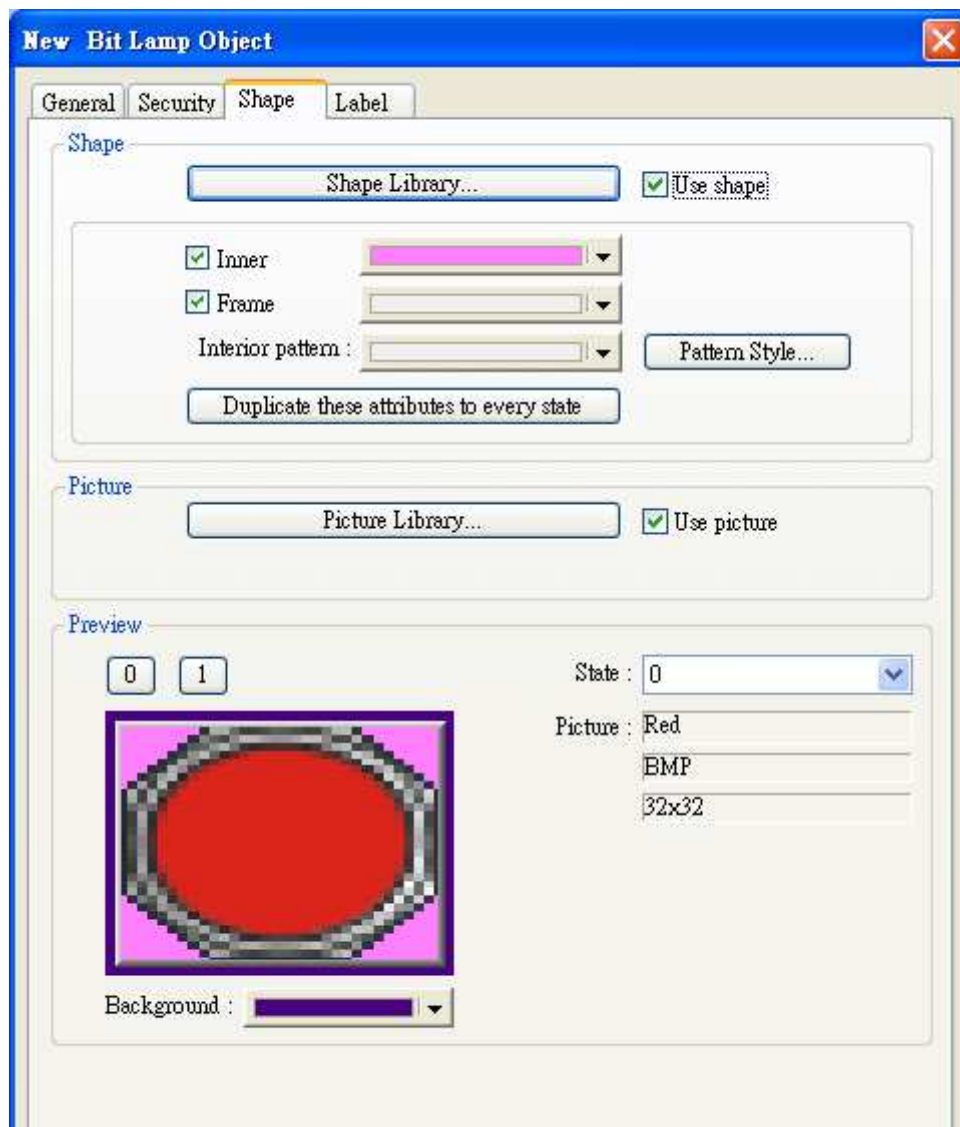 New Bit Lamp Object
General Security Shape Label
Shape
Shape Library... Use shape
Inner
Frame
Interior pattern : Pattern Style...
Duplicate these attributes to every state
Picture
Picture Library... Use picture
Preview
0 1 State : 0
Picture : Red
BMP
32x32
Background :